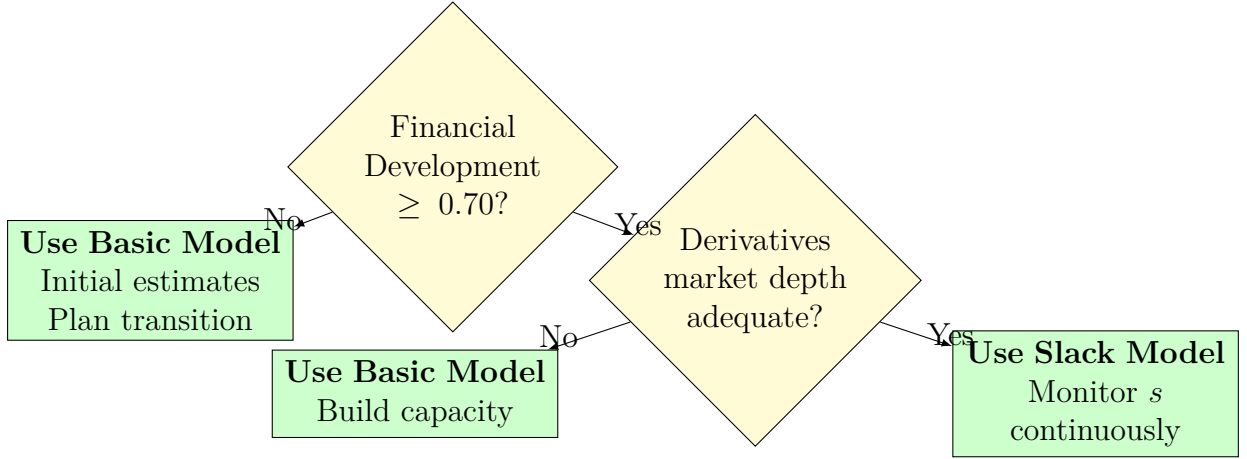 Financial
Development
≥ 0.70?
No
Yes
Use Basic Model
Initial estimates
Plan transition
Derivatives
market depth
adequate?
No
Yes
Use Basic Model
Build capacity
Use Slack Model
Monitor s
continuously